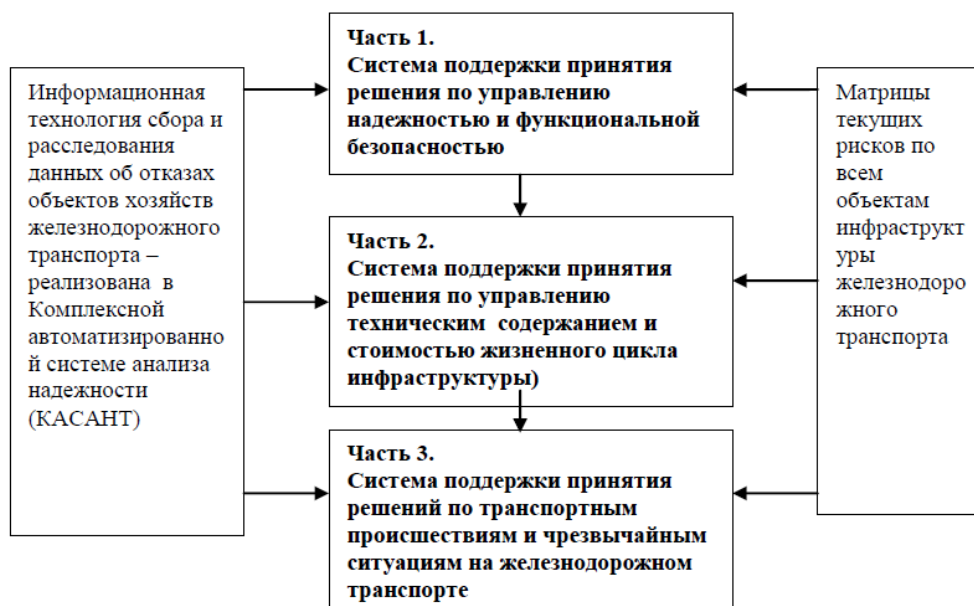 Информационная
технология сбора и
расследования
данных об отказах
объектов хозяйств
железнодорожного
транспорта –
реализована в
Комплексной
автоматизированно
й системе анализа
надежности
(КАСАНТ)
Часть 1.
Система поддержки принятия
решения по управлению
надежностью и функциональной
безопасностью
Часть 2.
Система поддержки принятия
решения по управлению
техническим содержанием и
стоимостью жизненного цикла
инфраструктуры)
Часть 3.
Система поддержки принятия
решений по транспортным
происшествиям и чрезвычайным
ситуациям на железнодорожном
транспорте
Матрицы
текущих
рисков по
всем
объектам
инфраструкт
уры
железнодоро
жного
транспорта